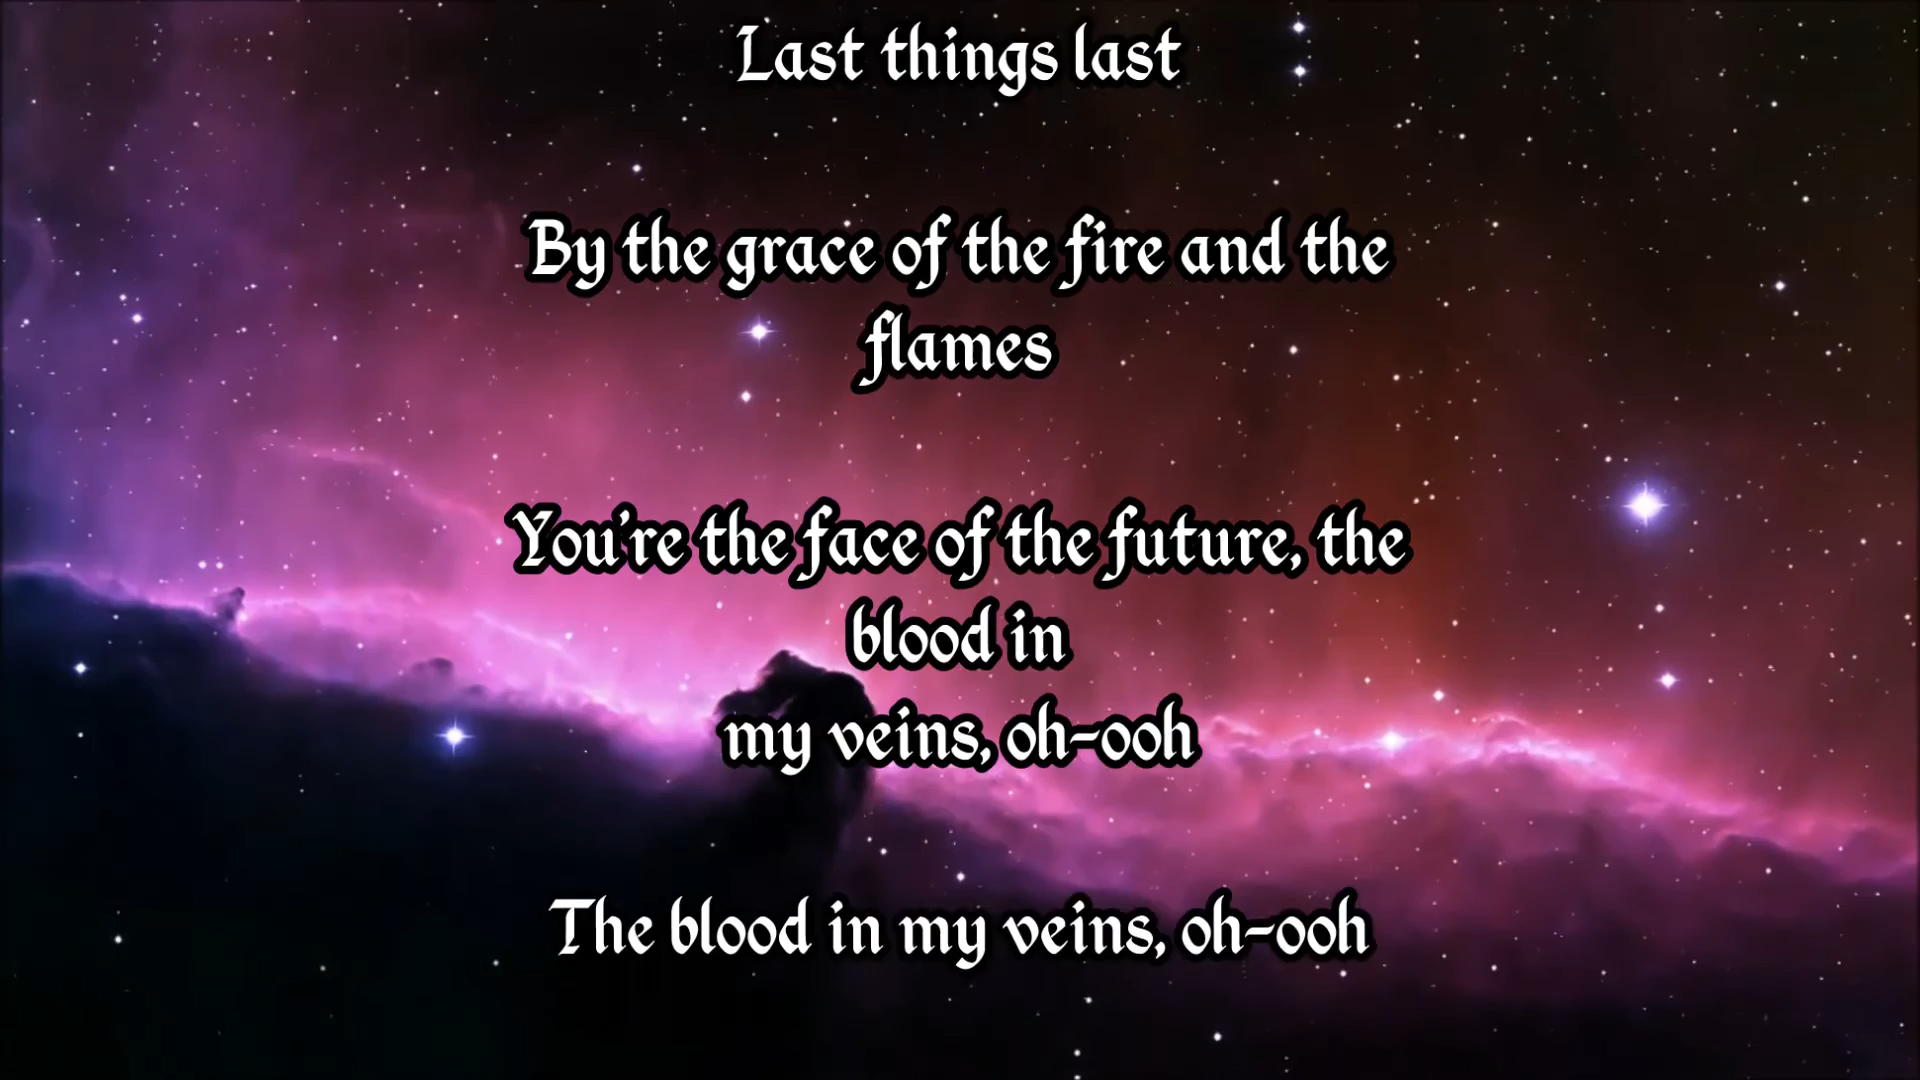 Last things last
By the grace of the fire and the
flames
You're the face of the future, the
blood in
my veins, oh-ooh
The blood in my veins, oh-ooh